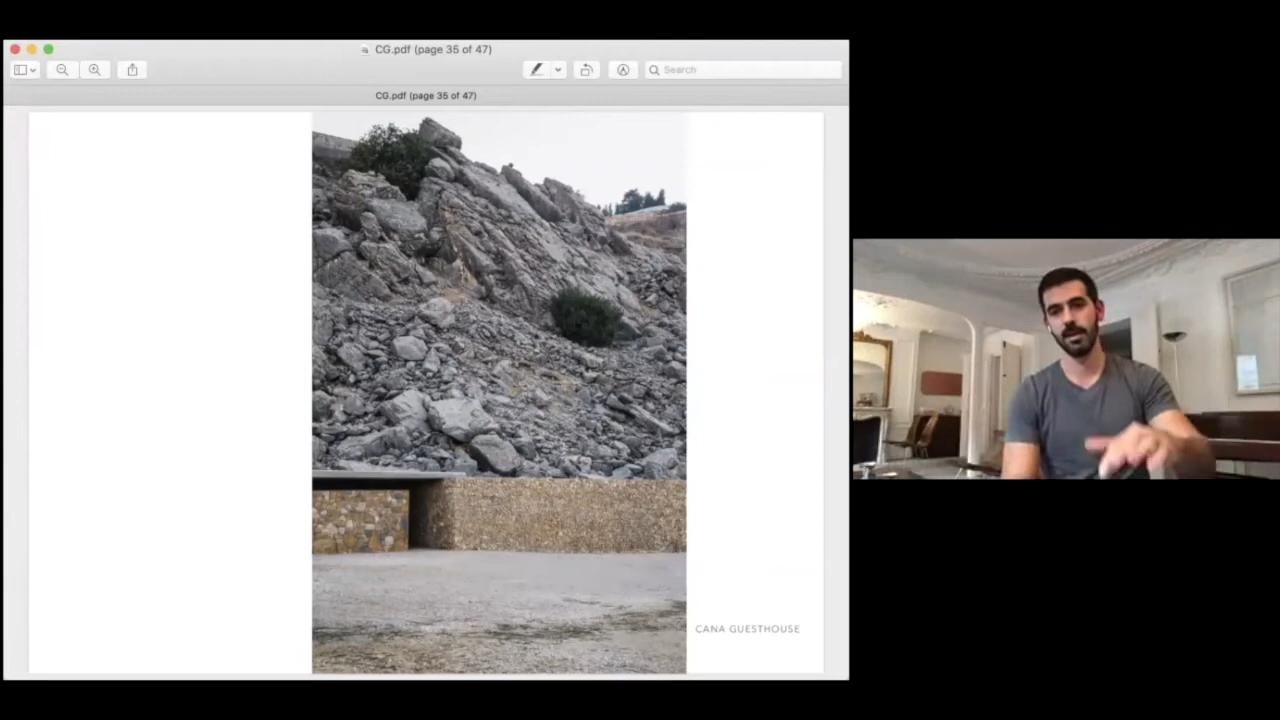 CG.pdf (page 35 of 47)
Search
CG.pdf (page 35 of 47)
CANA GUESTHOUSE